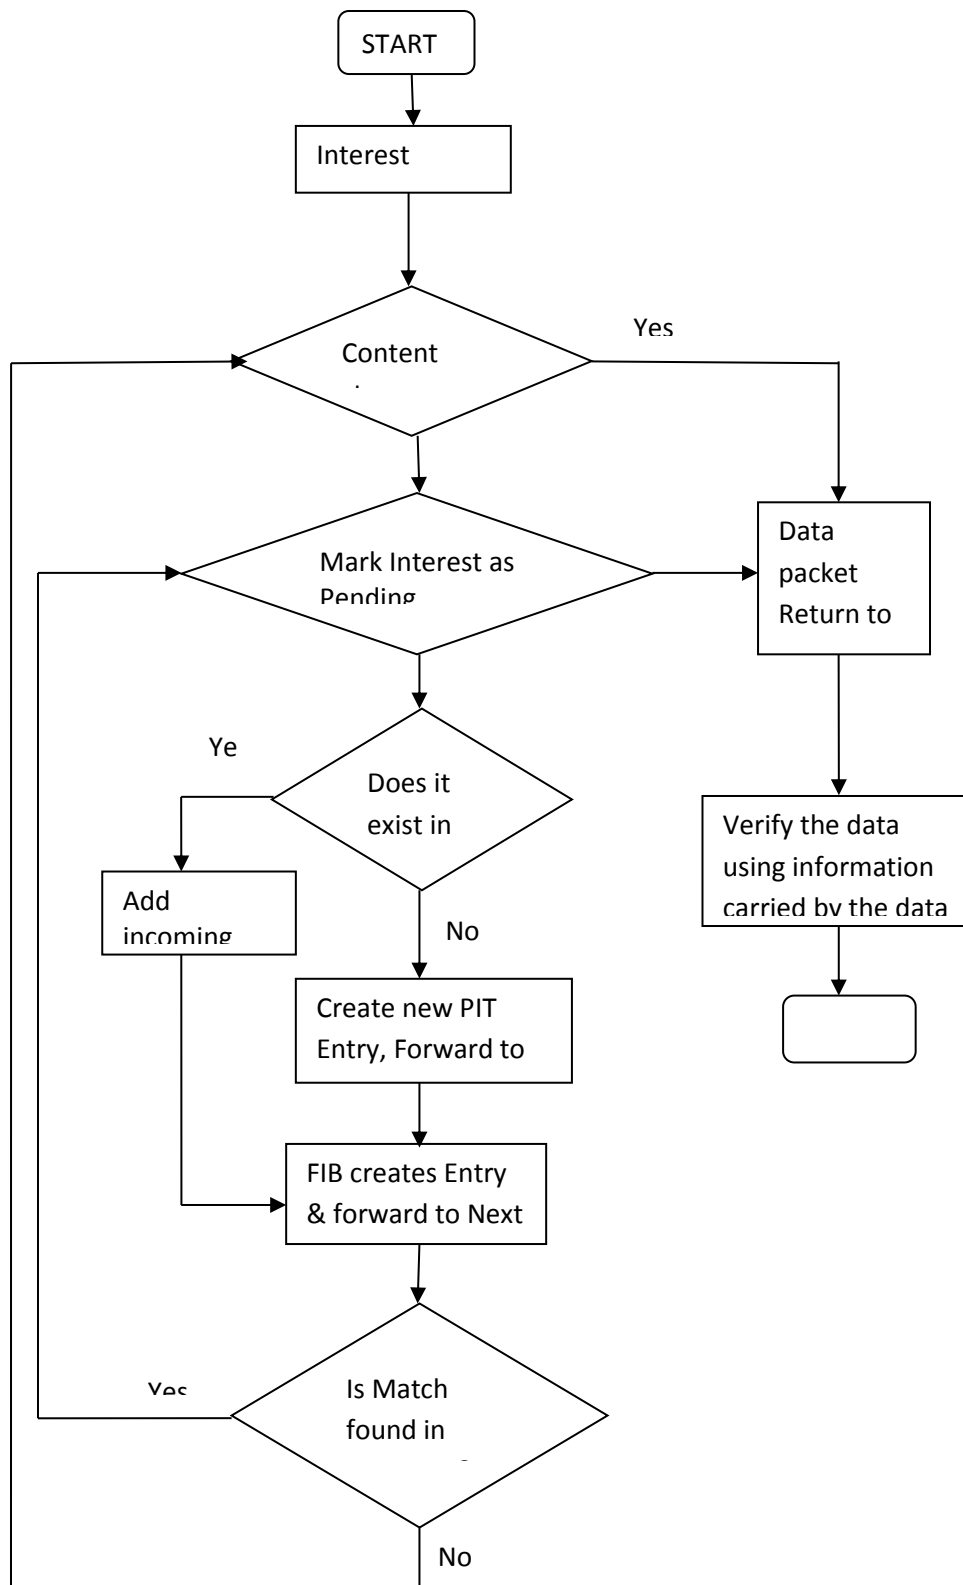 START
Interest
Content
Yes
Mark Interest as
Pending
Data
packet
Return to
Ye
Does it
exist in
Verify the data
using information
carried by the data
Add
incoming
No
Create new PIT
Entry, Forward to
FIB creates Entry
& forward to Next
Yes
Is Match
found in
No